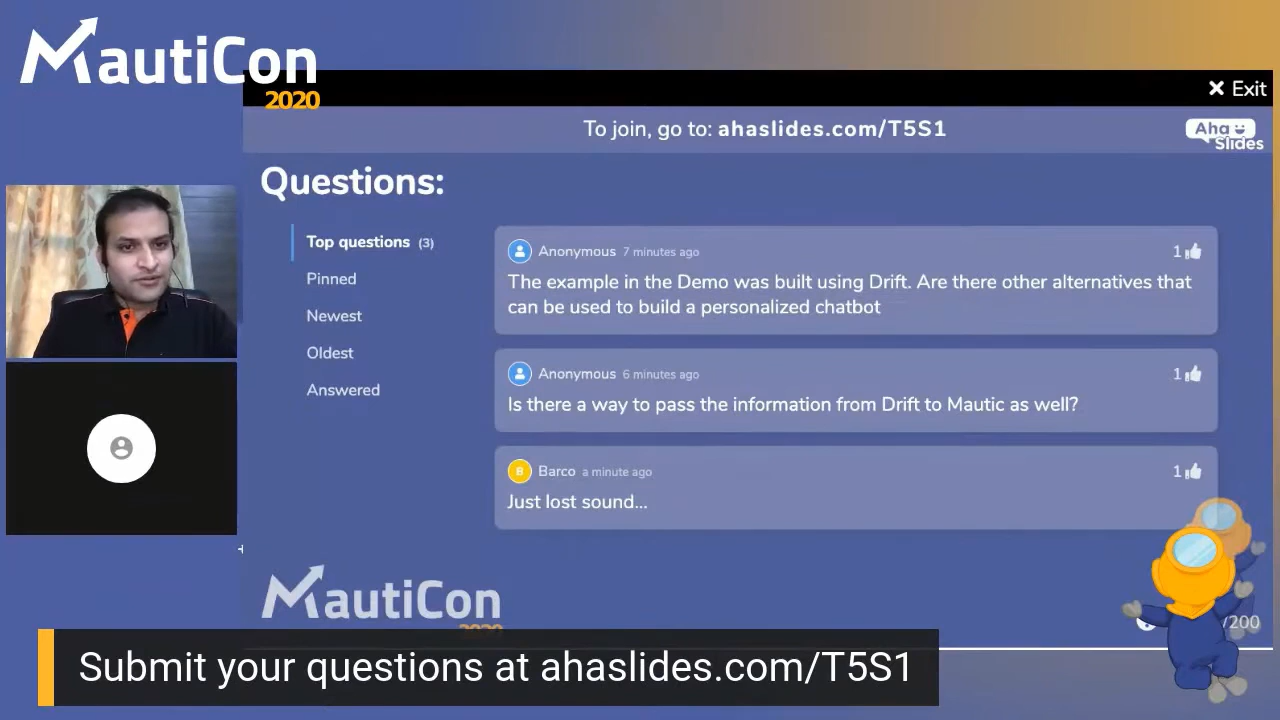 MautiCon
2020
Exit
To join, go to: ahaslides.com/T5S1
Aha
Slides
Questions:
Top questions (3)
Pinned
Newest
Oldest
Answered
Anonymous 7 minutes ago
1
The example in the Demo was built using Drift. Are there other alternatives that
can be used to build a personalized chatbot
Anonymous 6 minutes ago
1
Is there a way to pass the information from Drift to Mautic as well?
B Barco a minute ago
1
Just lost sound...
MautiCon
2020
/200
Submit your questions at ahaslides.com/T5S1